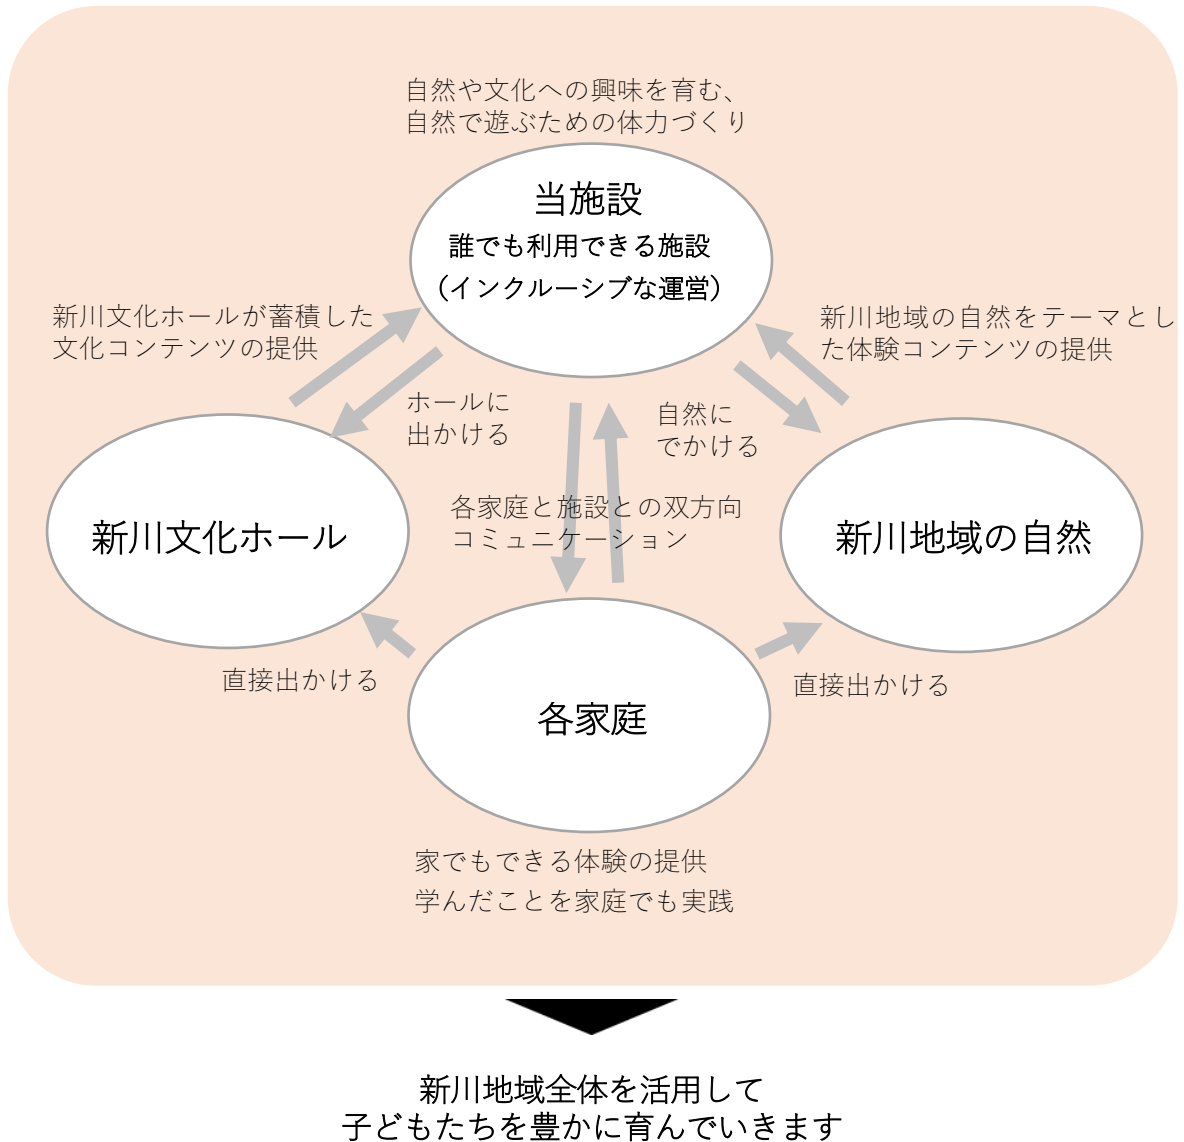 自然や文化への興味を育む、
自然で遊ぶための体力づくり
当施設
誰でも利用できる施設
（インクルーシブな運営）
新川文化ホールが蓄積した
文化コンテンツの提供
新川地域の自然をテーマとし
た体験コンテンツの提供
ホールに
出かける
自然に
でかける
各家庭と施設との双方向
コミュニケーション
新川文化ホール
新川地域の自然
直接出かける
直接出かける
各家庭
家でもできる体験の提供
学んだことを家庭でも実践
新川地域全体を活用して
子どもたちを豊かに育んでいきます